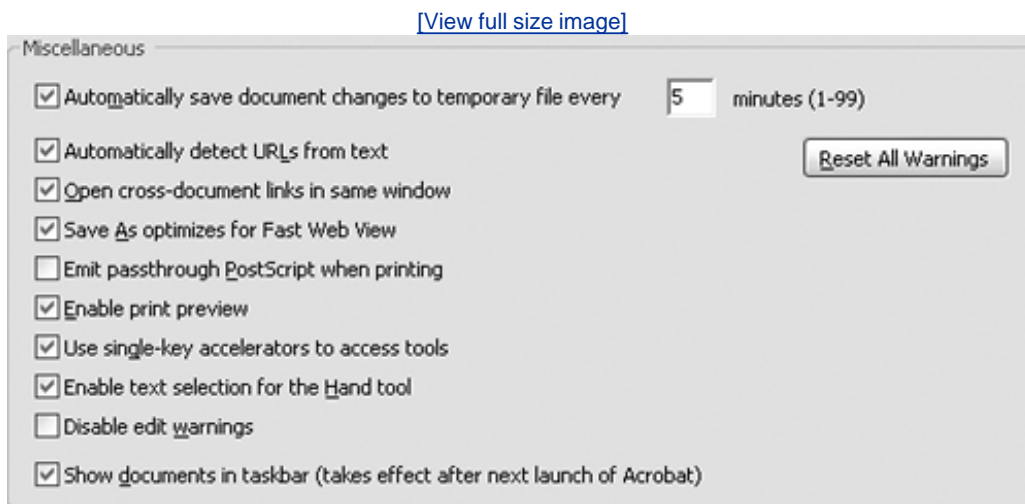 [View full size image]
Miscellaneous
Automatically save document changes to temporary file every 5 minutes (1-99)
Automatically detect URLs from text
Reset All Warnings
Open cross-document links in same window
Save As optimizes for Fast Web View
Emit passthrough PostScript when printing
Enable print preview
Use single-key accelerators to access tools
Enable text selection for the Hand tool
Disable edit warnings
Show documents in taskbar (takes effect after next launch of Acrobat)